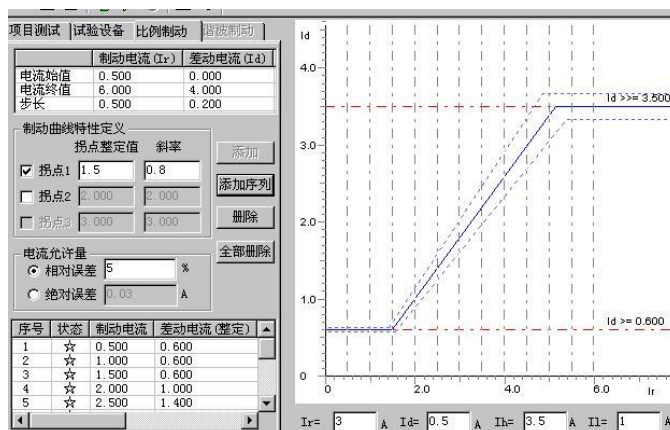 项目测试 试验设备 比例制动 谐波制动
制动电流(Ir) 差动电流(Id)
电流始值 0.500 0.000
电流终值 6.000 4.000
步长 0.500 0.200
制动曲线特性定义
拐点整定值 斜率
拐点1 1.5 0.8
拐点2 2.000 2.000
拐点3 3.000 3.000
添加
添加序列
删除
全部删除
电流允许量
相对误差 5 %
绝对误差 0.03 A
序号 状态 制动电流 差动电流(整定)
1 ☆ 0.500 0.600
2 ☆ 1.000 0.600
3 ☆ 1.500 0.600
4 ☆ 2.000 1.000
5 ☆ 2.500 1.400
Id
4.0
3.0
2.0
1.0
0
Id >>= 3.500
Id >= 0.600
0 2.0 4.0 6.0 Ir
Ir= 3 A Id= 0.5 A Ih= 3.5 A Il= 1 A